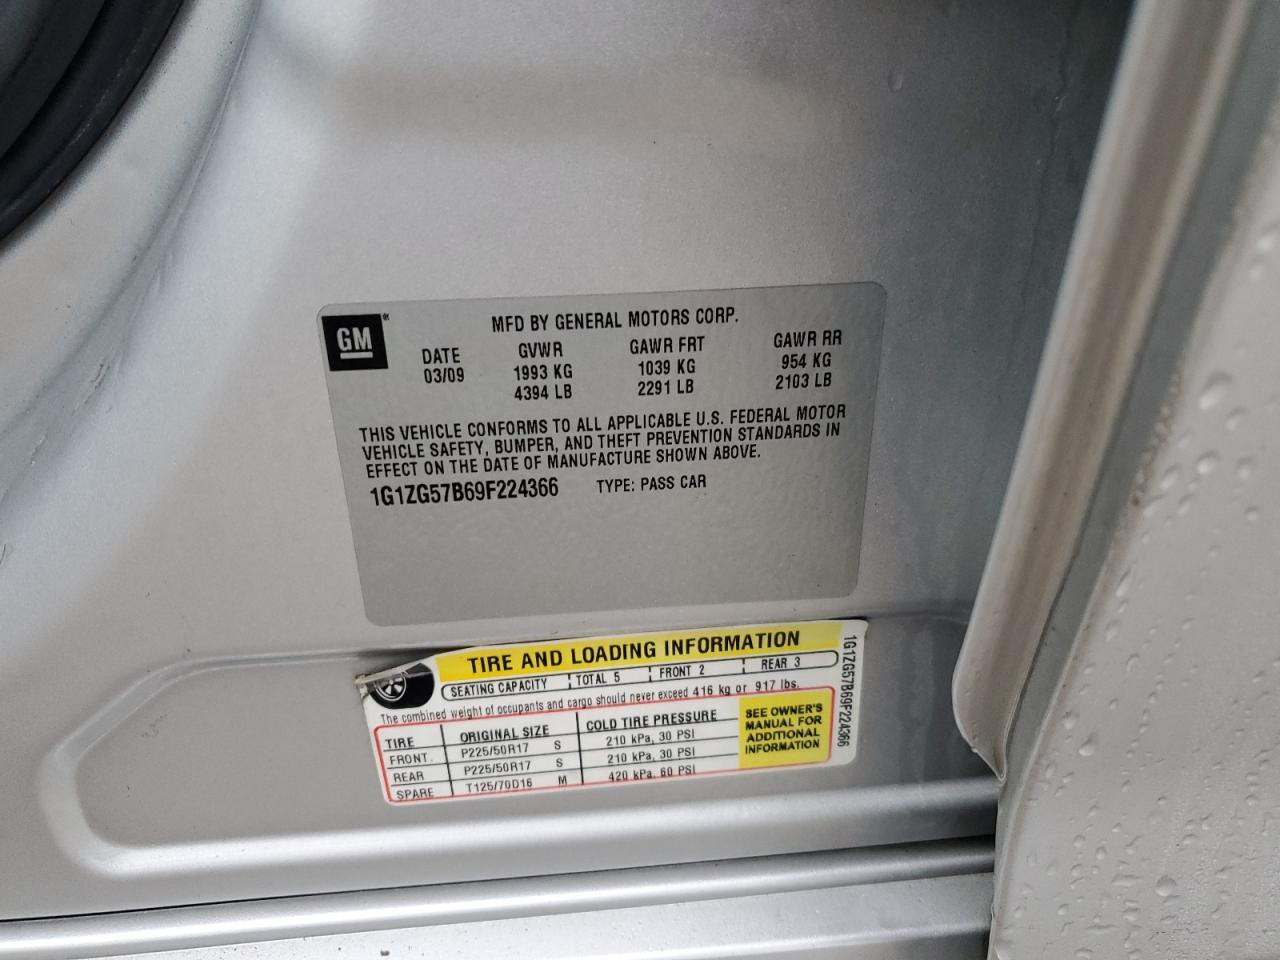 GM
MFD BY GENERAL MOTORS CORP.
DATE GVWR GAWR FRT GAWR RR
03/09 1993 KG 1039 KG 954 KG
4394 LB 2291 LB 2103 LB
THIS VEHICLE CONFORMS TO ALL APPLICABLE U.S. FEDERAL MOTOR
VEHICLE SAFETY, BUMPER, AND THEFT PREVENTION STANDARDS IN
EFFECT ON THE DATE OF MANUFACTURE SHOWN ABOVE.
1G1ZG57B69F224366 TYPE: PASS CAR
TIRE AND LOADING INFORMATION
SEATING CAPACITY TOTAL 5 FRONT 2 REAR 3
The combined weight of occupants and cargo should never exceed 416 kg or 917 lbs.
TIRE ORIGINAL SIZE COLD TIRE PRESSURE
FRONT P225/50R17 S 210 kPa, 30 PSI
REAR P225/50R17 S 210 kPa, 30 PSI
SPARE T125/70D16 M 420 kPa, 60 PSI
SEE OWNER'S
MANUAL FOR
ADDITIONAL
INFORMATION
1G1ZG57B69F224366